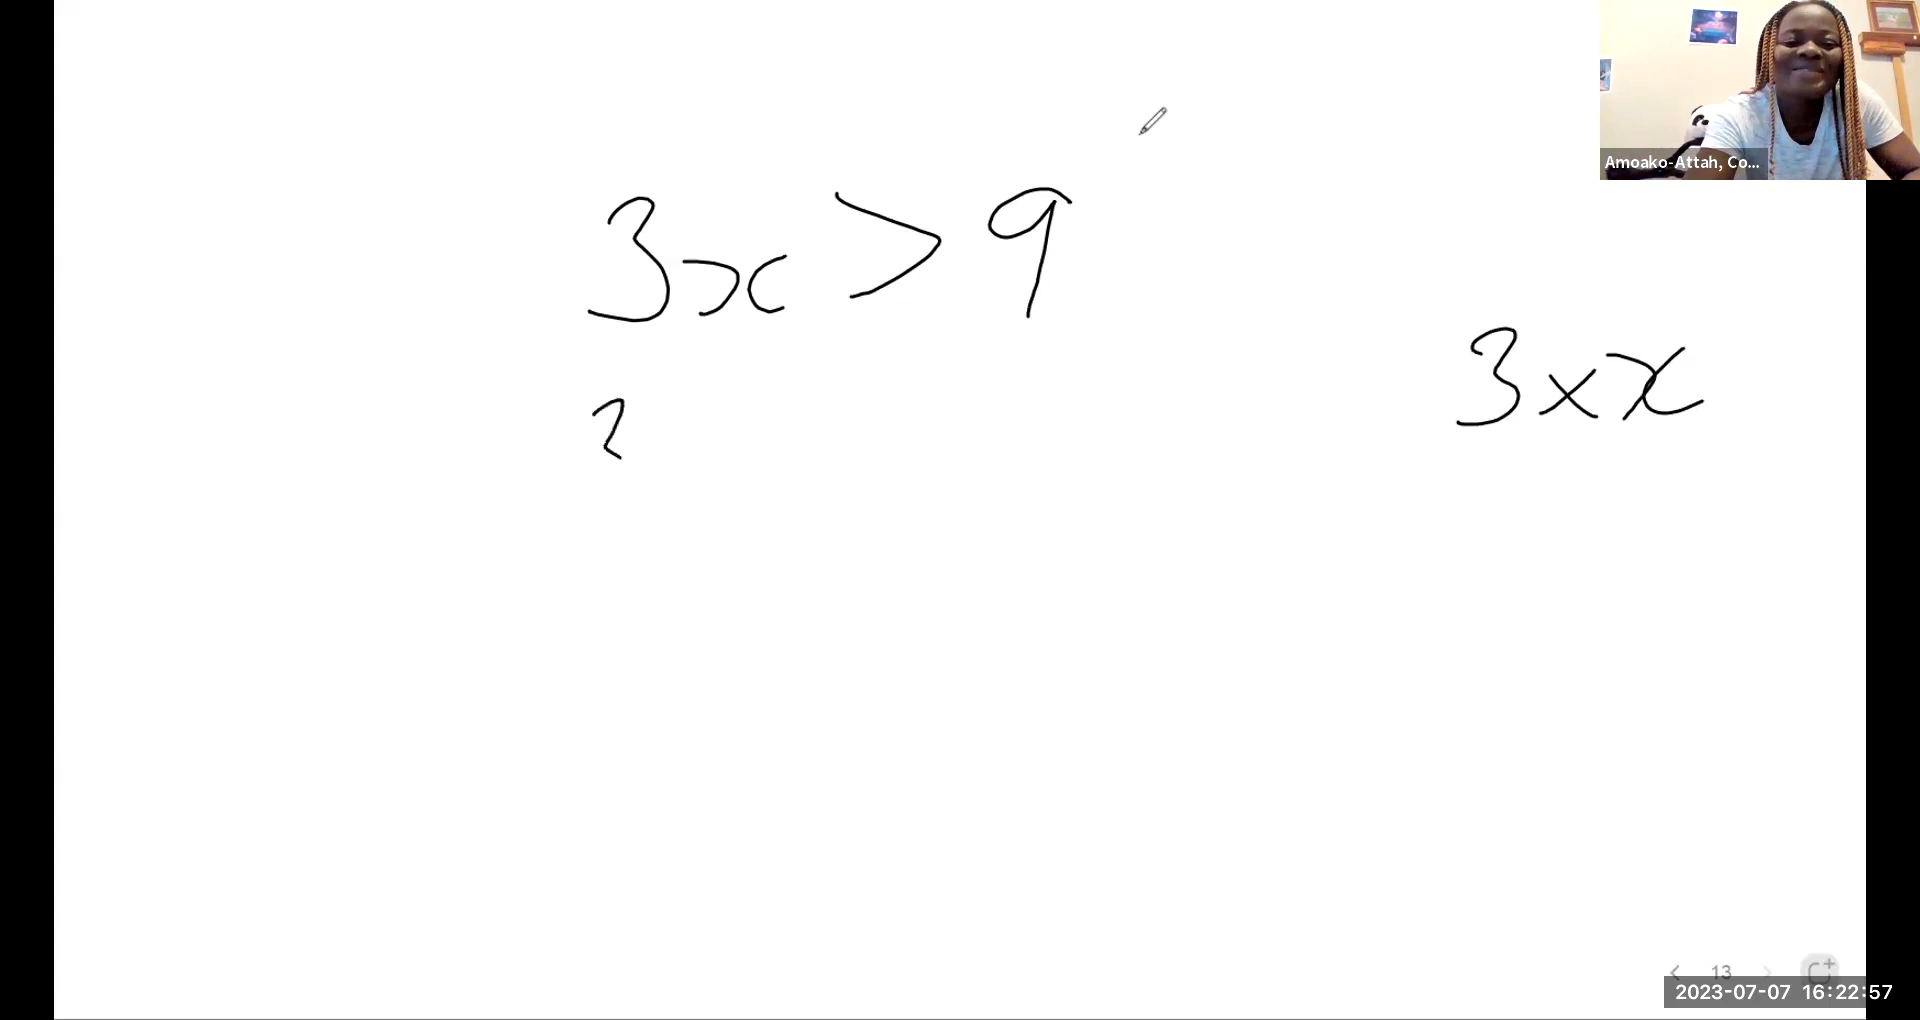 Amoako-Attah, Co...
3x > 9
3 × x
13
2023-07-07 16:22:57